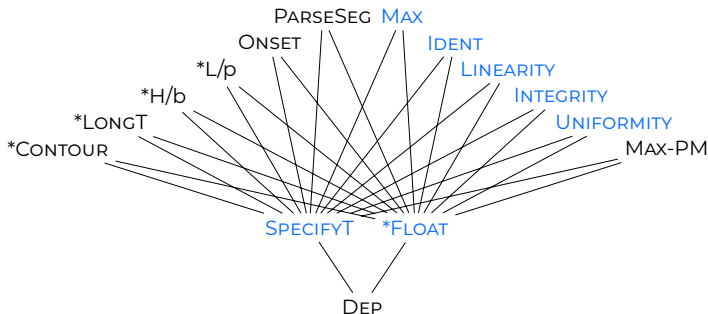 ParseSeg Max
Onset Ident
*L/p Linearity
*H/b Integrity
*LongT Uniformity
*Contour Max-PM
SpecifyT *Float
Dep